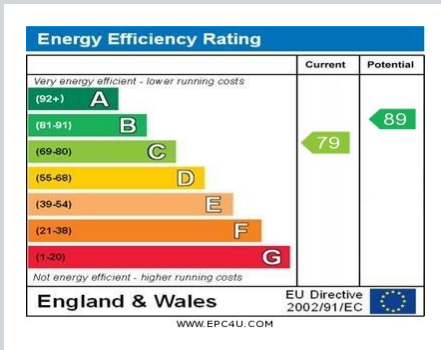 Energy Efficiency Rating
Current Potential
Very energy efficient - lower running costs
(92+) A
(81-91) B
89
(69-80) C
79
(55-68) D
(39-54) E
(21-38) F
(1-20) G
Not energy efficient - higher running costs
England & Wales
EU Directive
2002/91/EC
WWW.EPC4U.COM